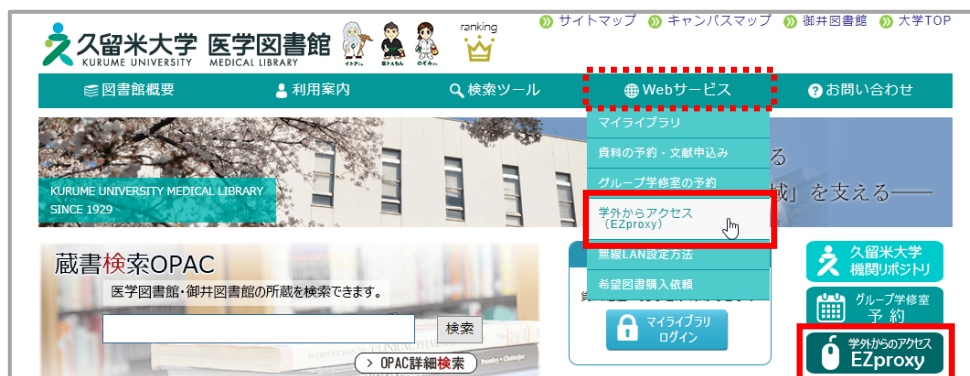 サイトマップ キャンパスマップ 御井図書館 大学TOP
久留米大学 医学図書館
KURUME UNIVERSITY MEDICAL LIBRARY
ranking
図書館概要 利用案内 検索ツール Webサービス お問い合わせ
マイライブラリ
資料の予約・文献申込み
グループ学修室の予約
学外からアクセス
(EZproxy)
無線LAN設定方法
希望図書購入依頼
る
域」を支える――
KURUME UNIVERSITY MEDICAL LIBRARY
SINCE 1929
蔵書検索OPAC
医学図書館・御井図書館の所蔵を検索できます。
検索
> OPAC詳細検索
マイライブラリ
ログイン
久留米大学
機関リポジトリ
グループ学修室
予約
学外からのアクセス
EZproxy